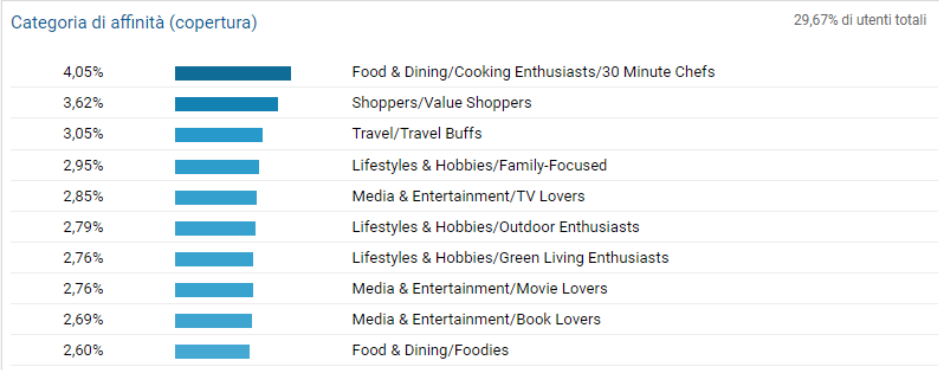 Categoria di affinità (copertura) 29,67% di utenti totali
4,05% Food & Dining/Cooking Enthusiasts/30 Minute Chefs
3,62% Shoppers/Value Shoppers
3,05% Travel/Travel Buffs
2,95% Lifestyles & Hobbies/Family-Focused
2,85% Media & Entertainment/TV Lovers
2,79% Lifestyles & Hobbies/Outdoor Enthusiasts
2,76% Lifestyles & Hobbies/Green Living Enthusiasts
2,76% Media & Entertainment/Movie Lovers
2,69% Media & Entertainment/Book Lovers
2,60% Food & Dining/Foodies